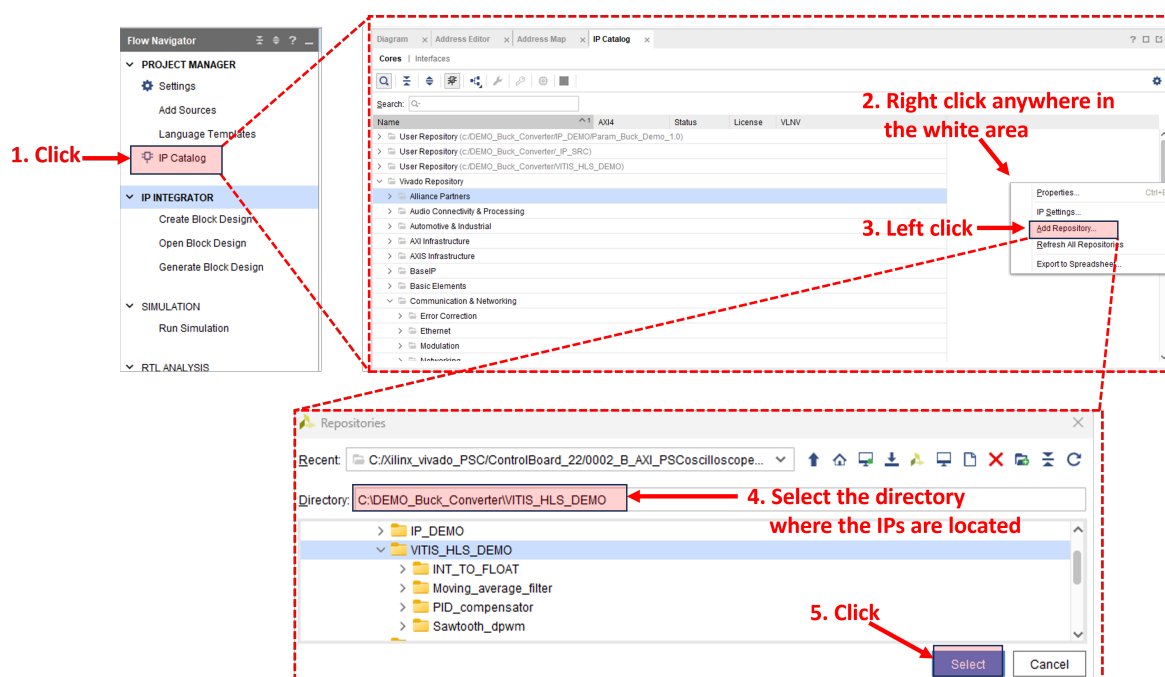 Flow Navigator ? _
PROJECT MANAGER
Settings
Add Sources
Language Templates
1. Click
IP Catalog
IP INTEGRATOR
Create Block Design
Open Block Design
Generate Block Design
SIMULATION
Run Simulation
RTL ANALYSIS
Diagram × Address Editor × Address Map × IP Catalog × ?
Cores | Interfaces
Search: Q-
Name ^1 AXI4 Status License VLNV
User Repository (c:/DEMO_Buck_Converter/IP_DEMO/Param_Buck_Demo_1.0)
User Repository (c:/DEMO_Buck_Converter/_IP_SRC)
User Repository (c:/DEMO_Buck_Converter/VITIS_HLS_DEMO)
Vivado Repository
Alliance Partners
Audio Connectivity & Processing
Automotive & Industrial
AXI Infrastructure
AXIS Infrastructure
BaseIP
Basic Elements
Communication & Networking
Error Correction
Ethernet
Modulation
Networking
2. Right click anywhere in
the white area
Properties... Ctrl+E
IP Settings...
3. Left click
Add Repository...
Refresh All Repositories
Export to Spreadsheet...
Repositories
Recent: C:/Xilinx_vivado_PSC/ControlBoard_22/0002_B_AXI_PSCoscilloscope...
Directory: C:\DEMO_Buck_Converter\VITIS_HLS_DEMO
4. Select the directory
where the IPs are located
IP_DEMO
VITIS_HLS_DEMO
INT_TO_FLOAT
Moving_average_filter
PID_compensator
Sawtooth_dpwm
5. Click
Select Cancel